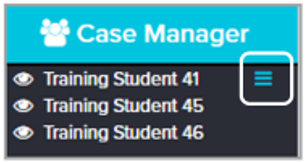 Case Manager
Training Student 41
Training Student 45
Training Student 46